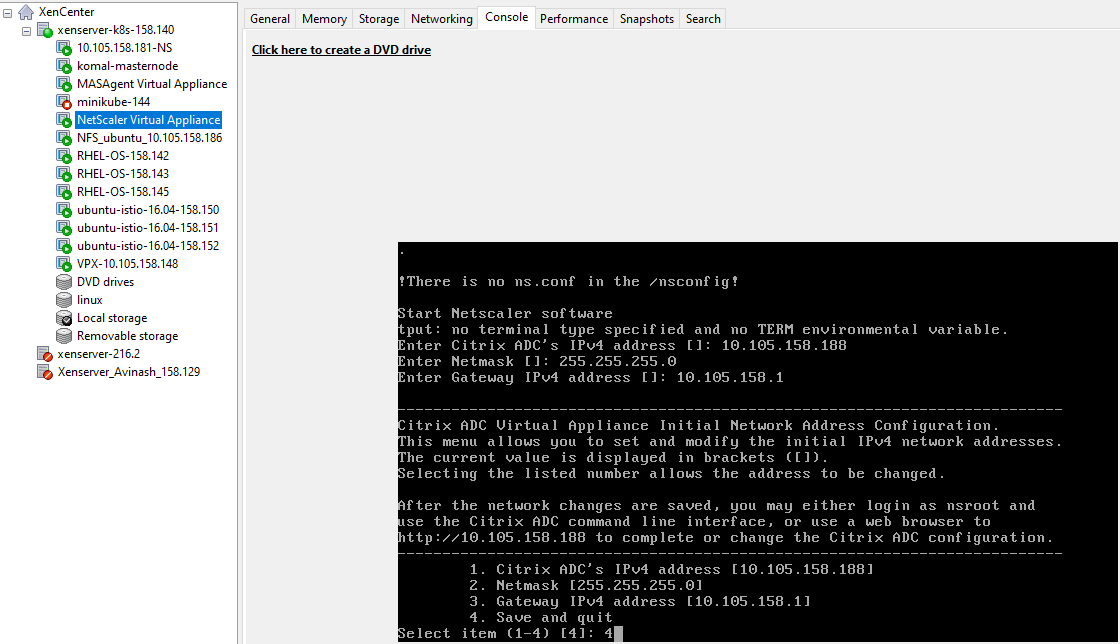 XenCenter
xenserver-k8s-158.140
10.105.158.181-NS
komal-masternode
MASAgent Virtual Appliance
minikube-144
NetScaler Virtual Appliance
NFS_ubuntu_10.105.158.186
RHEL-OS-158.142
RHEL-OS-158.143
RHEL-OS-158.145
ubuntu-istio-16.04-158.150
ubuntu-istio-16.04-158.151
ubuntu-istio-16.04-158.152
VPX-10.105.158.148
DVD drives
linux
Local storage
Removable storage
xenserver-216.2
Xenserver_Avinash_158.129
General Memory Storage Networking Console Performance Snapshots Search
Click here to create a DVD drive
.
!There is no ns.conf in the /nsconfig!
Start Netscaler software
tput: no terminal type specified and no TERM environmental variable.
Enter Citrix ADC's IPv4 address []: 10.105.158.188
Enter Netmask []: 255.255.255.0
Enter Gateway IPv4 address []: 10.105.158.1
-------------------------------------------------------------------------
Citrix ADC Virtual Appliance Initial Network Address Configuration.
This menu allows you to set and modify the initial IPv4 network addresses.
The current value is displayed in brackets ([]).
Selecting the listed number allows the address to be changed.
After the network changes are saved, you may either login as nsroot and
use the Citrix ADC command line interface, or use a web browser to
http://10.105.158.188 to complete or change the Citrix ADC configuration.
-------------------------------------------------------------------------
1. Citrix ADC's IPv4 address [10.105.158.188]
2. Netmask [255.255.255.0]
3. Gateway IPv4 address [10.105.158.1]
4. Save and quit
Select item (1-4) [4]: 4